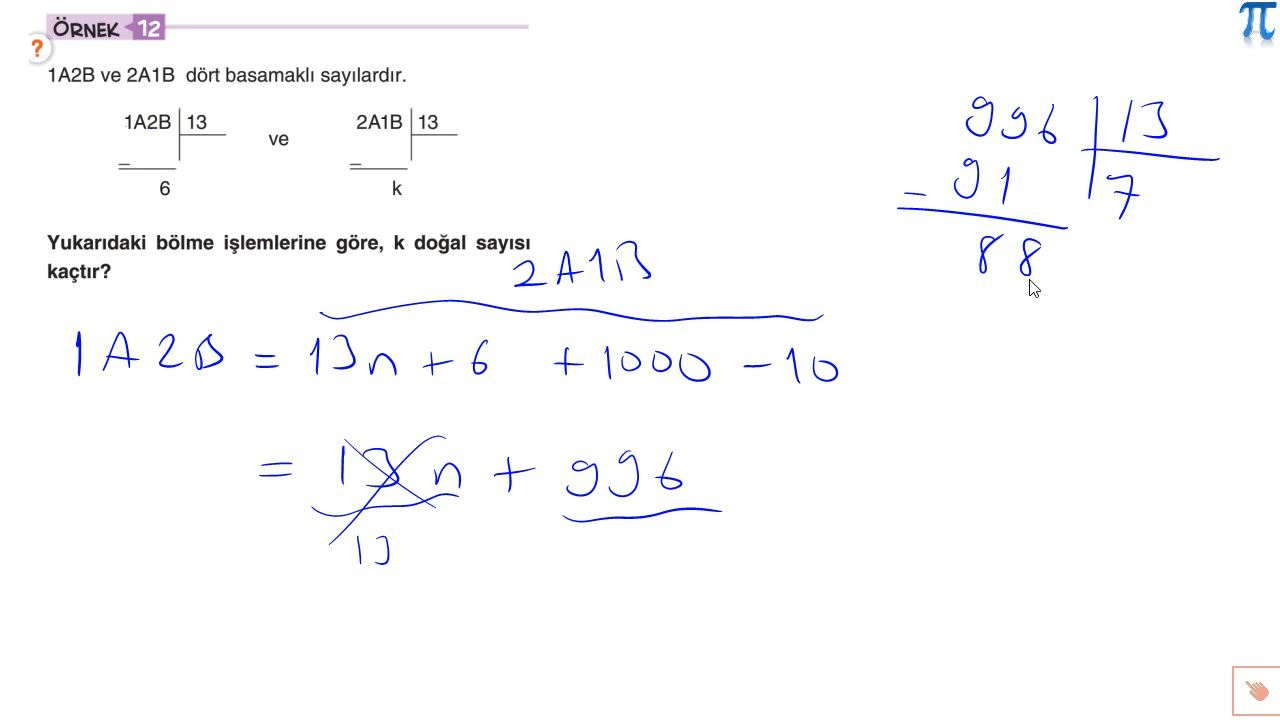 ÖRNEK 12
?
π
1A2B ve 2A1B dört basamaklı sayılardır.
1A2B 13
6
ve
2A1B 13
k
Yukarıdaki bölme işlemlerine göre, k doğal sayısı
kaçtır?
996 13
- 91 7
88
2A1B
1A2B = 13n + 6 + 1000 - 10
= 13n + 996
13